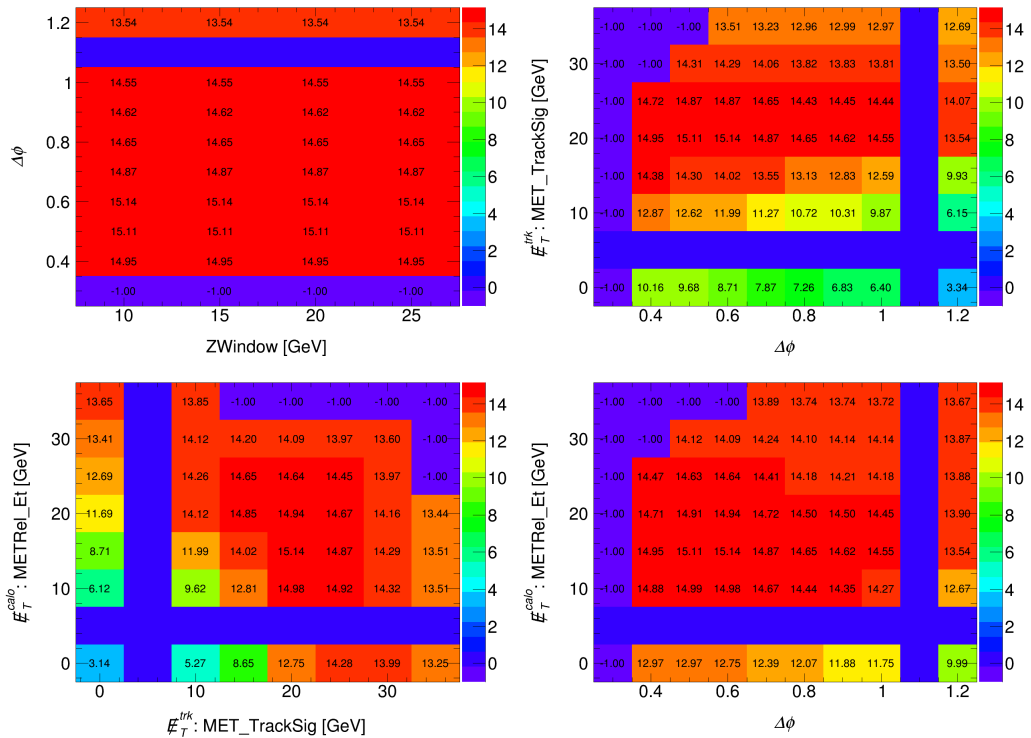 1.2 13.54 13.54 13.54 13.54
1 14.55 14.55 14.55 14.55
14.62 14.62 14.62 14.62
0.8 14.65 14.65 14.65 14.65
14.87 14.87 14.87 14.87
0.6 15.14 15.14 15.14 15.14
15.11 15.11 15.11 15.11
0.4 14.95 14.95 14.95 14.95
-1.00 -1.00 -1.00 -1.00
10 15 20 25
ZWindow [GeV]
Δϕ
14
12
10
8
6
4
2
0
-1.00 -1.00 -1.00 13.51 13.23 12.96 12.99 12.97 12.69
30 -1.00 -1.00 14.31 14.29 14.06 13.82 13.83 13.81 13.50
-1.00 14.72 14.87 14.87 14.65 14.43 14.45 14.44 14.07
20 -1.00 14.95 15.11 15.14 14.87 14.65 14.62 14.55 13.54
-1.00 14.38 14.30 14.02 13.55 13.13 12.83 12.59 9.93
10 -1.00 12.87 12.62 11.99 11.27 10.72 10.31 9.87 6.15
0 -1.00 10.16 9.68 8.71 7.87 7.26 6.83 6.40 3.34
0.4 0.6 0.8 1 1.2
Δϕ
E̸_T^trk : MET_TrackSig [GeV]
14
12
10
8
6
4
2
0
13.65 13.85 -1.00 -1.00 -1.00 -1.00 -1.00
30 13.41 14.12 14.20 14.09 13.97 13.60 -1.00
12.69 14.26 14.65 14.64 14.45 13.97 -1.00
20 11.69 14.12 14.85 14.94 14.67 14.16 13.44
8.71 11.99 14.02 15.14 14.87 14.29 13.51
10 6.12 9.62 12.81 14.98 14.92 14.32 13.51
0 3.14 5.27 8.65 12.75 14.28 13.99 13.25
0 10 20 30
E̸_T^trk : MET_TrackSig [GeV]
E̸_T^calo : METRel_Et [GeV]
14
12
10
8
6
4
2
0
-1.00 -1.00 -1.00 13.89 13.74 13.74 13.72 13.67
30 -1.00 -1.00 14.12 14.09 14.24 14.10 14.14 14.14 13.87
-1.00 14.47 14.63 14.64 14.41 14.18 14.21 14.18 13.88
20 -1.00 14.71 14.91 14.94 14.72 14.50 14.50 14.45 13.90
-1.00 14.95 15.11 15.14 14.87 14.65 14.62 14.55 13.54
10 -1.00 14.88 14.99 14.98 14.67 14.44 14.35 14.27 12.67
0 -1.00 12.97 12.97 12.75 12.39 12.07 11.88 11.75 9.99
0.4 0.6 0.8 1 1.2
Δϕ
E̸_T^calo : METRel_Et [GeV]
14
12
10
8
6
4
2
0